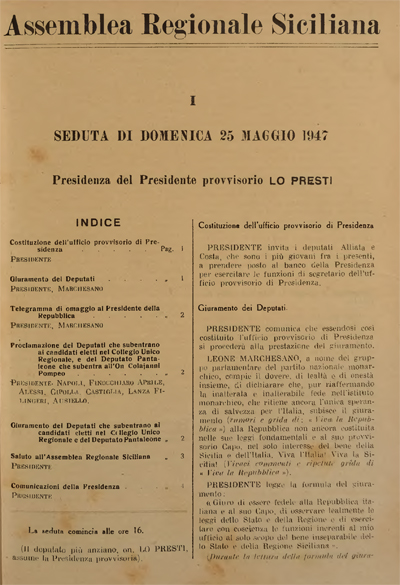 Assemblea Regionale Siciliana
I
SEDUTA DI DOMENICA 25 MAGGIO 1947
Presidenza del Presidente provvisorio LO PRESTI
INDICE
Costituzione dell'ufficio provvisorio di Pre-
sidenza . . . . Pag. 1
PRESIDENTE
Giuramento dei Deputati . . . » 1
PRESIDENTE, MARCHESANO
Telegramma di omaggio al Presidente della
Repubblica . . . . » 2
PRESIDENTE, MARCHESANO
Proclamazione dei Deputati che subentrano
ai candidati eletti nel Collegio Unico
Regionale, e del Deputato Panta-
leone che subentra all'On Colajanni
Pompeo . . . . » 2
PRESIDENTE, NAPOLI, FINOCCHIARO APRILE,
ALESSI, CIPOLLA, CASTIGLIA, LANZA FI-
LINGERI, AUSIELLO
Giuramento dei Deputati che subentrano ai
candidati eletti nel Collegio Unico
Regionale e del Deputato Pantaleone » 2
Saluto all'Assemblea Regionale Siciliana » 3
PRESIDENTE
Comunicazioni della Presidenza . » 4
PRESIDENTE
La seduta comincia alle ore 16.
(Il deputato più anziano, on. LO PRESTI,
assume la Presidenza provvisoria).
Costituzione dell'ufficio provvisorio di Presidenza
PRESIDENTE invita i deputati Alliata e
Costa, che sono i più giovani fra i presenti,
a prendere posto al banco della Presidenza
per esercitare le funzioni di segretario dell'uf-
ficio provvisorio di Presidenza.
Giuramento dei Deputati.
PRESIDENTE comunica che essendosi così
costituito l'ufficio provvisorio di Presidenza
si procederà alla prestazione del giuramento.
LEONE MARCHESANO, a nome del grup-
po parlamentare del partito nazionale monar-
chico, compie il dovere, di lealtà e di onestà
insieme, di dichiarare che, pur riaffermando
la inalterata e inalterabile fede nell'istituto
monarchico, che ritiene ancora l'unica speran-
za di salvezza per l'Italia, subisce il giura-
mento (rumori e grida di: « Viva la Repub-
blica ») alla Repubblica non ancora costituita
nelle sue leggi fondamentali e al suo provvi-
sorio Capo, nel solo interesse del bene della
Sicilia e dell'Italia, Viva l'Italia! Viva la Si-
cilia! (Vivaci commenti e ripetute grida di
« Viva la Repubblica »).
PRESIDENTE legge la formula del giura-
mento:
« Giuro di essere fedele alla Repubblica Ita-
liana e al suo Capo, di osservare lealmente le
leggi dello Stato e della Regione e di eserci-
tare con coscienza le funzioni inerenti al mio
ufficio al solo scopo del bene inseparabile del-
lo Stato e della Regione Siciliana ».
(Durante la lettura della formula del giura-